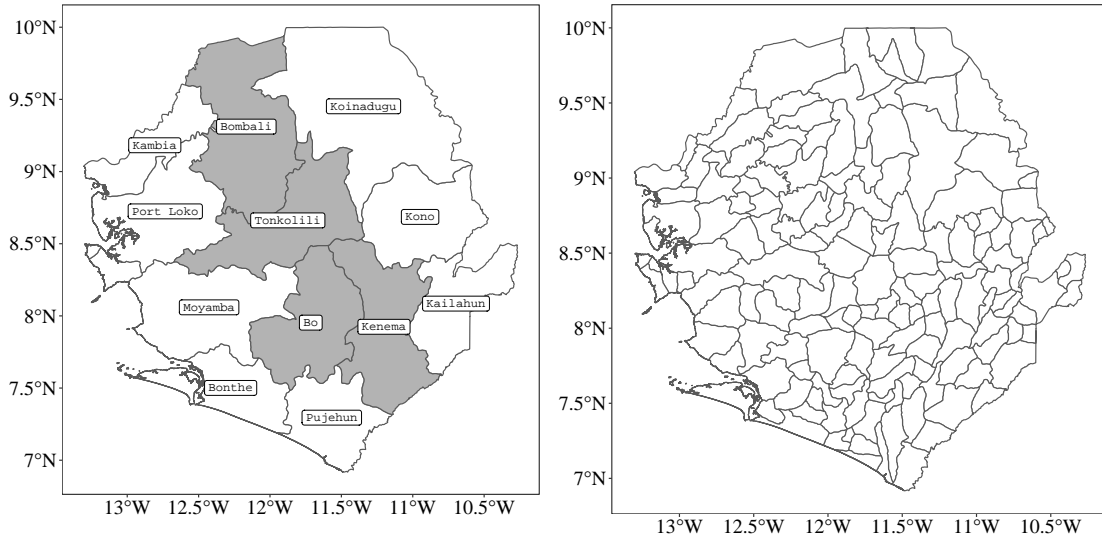 10°N
9.5°N
9°N
8.5°N
8°N
7.5°N
7°N
Koinadugu
Bombali
Kambia
Port Loko
Kono
Tonkolili
Kailahun
Moyamba
Bo
Kenema
Bonthe
Pujehun
13°W 12.5°W 12°W 11.5°W 11°W 10.5°W
10°N
9.5°N
9°N
8.5°N
8°N
7.5°N
7°N
13°W 12.5°W 12°W 11.5°W 11°W 10.5°W